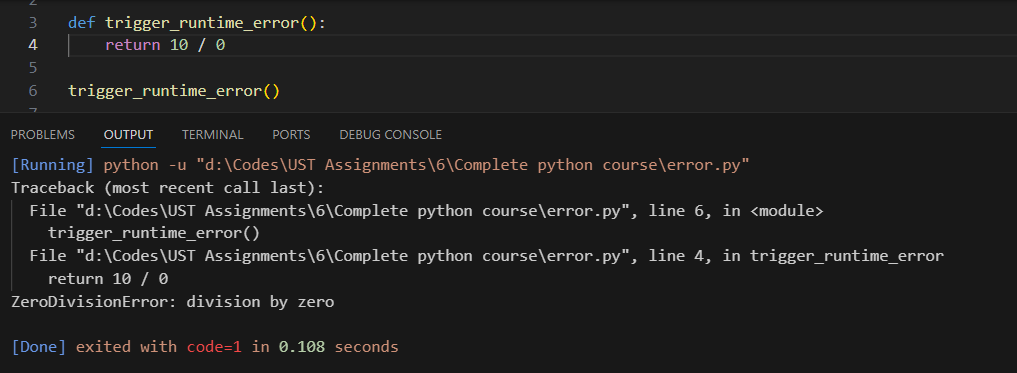 3 def trigger_runtime_error():
4     return 10 / 0
5
6 trigger_runtime_error()
PROBLEMS OUTPUT TERMINAL PORTS DEBUG CONSOLE
[Running] python -u "d:\Codes\UST Assignments\6\Complete python course\error.py"
Traceback (most recent call last):
  File "d:\Codes\UST Assignments\6\Complete python course\error.py", line 6, in <module>
    trigger_runtime_error()
  File "d:\Codes\UST Assignments\6\Complete python course\error.py", line 4, in trigger_runtime_error
    return 10 / 0
ZeroDivisionError: division by zero
[Done] exited with code=1 in 0.108 seconds